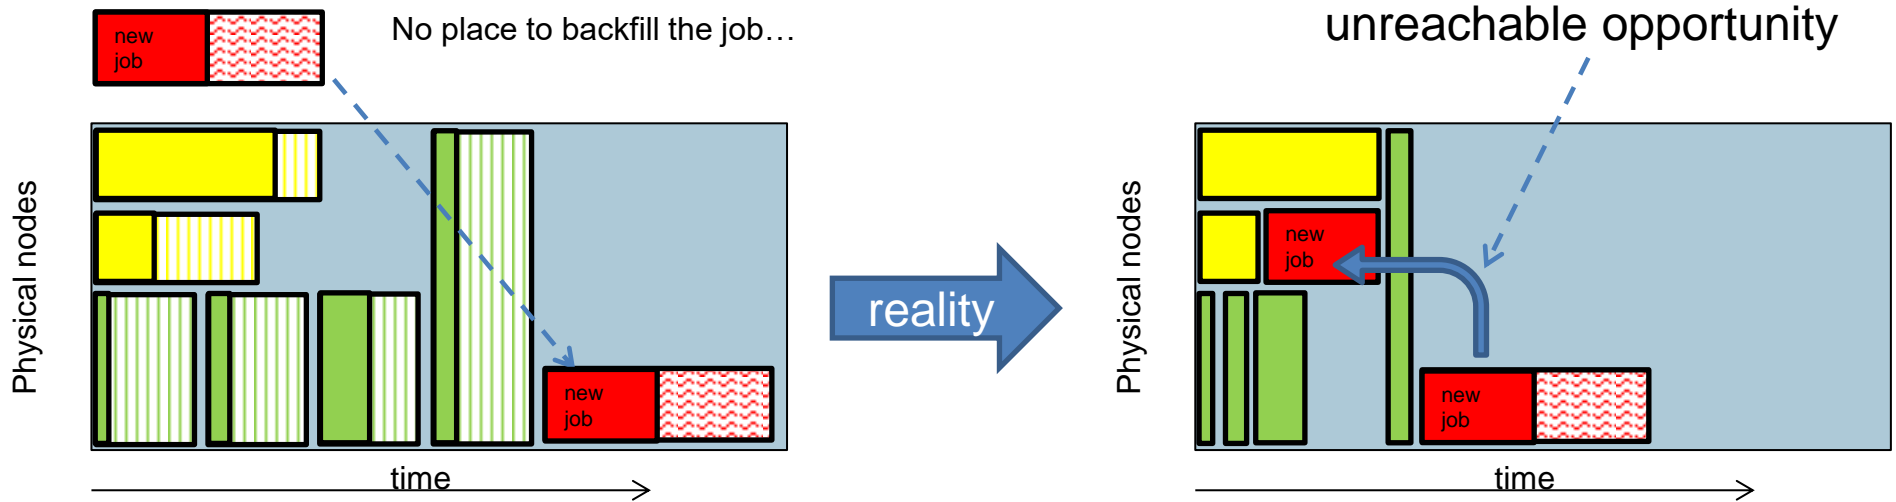 new
job
No place to backfill the job…
Physical nodes
new
job
time
reality
unreachable opportunity
Physical nodes
new
job
new
job
time